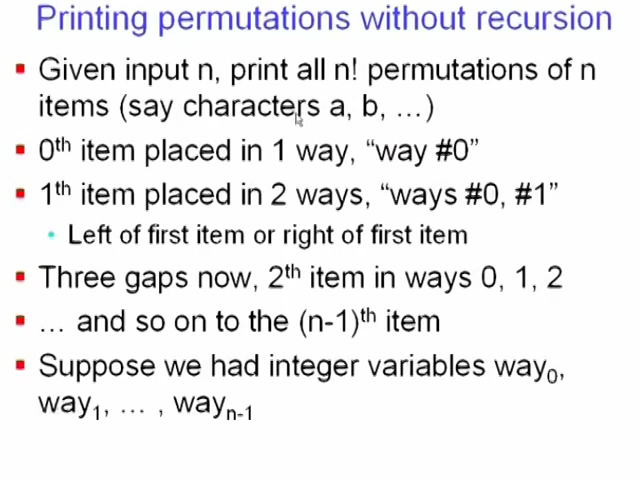 Printing permutations without recursion
Given input n, print all n! permutations of n
items (say characters a, b, …)
0th item placed in 1 way, “way #0”
1th item placed in 2 ways, “ways #0, #1”
Left of first item or right of first item
Three gaps now, 2th item in ways 0, 1, 2
… and so on to the (n-1)th item
Suppose we had integer variables way0,
way1, … , wayn-1